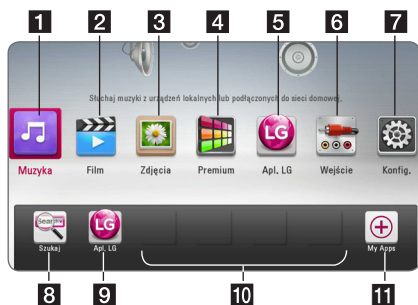 1 2 3 4 5 6 7
Słuchaj muzyki z urządzeń lokalnych lub podłączonych do sieci domowej.
LG
Muzyka Film Zdjęcia Premium Apl. LG Wejście Konfig.
Search LG
Szukaj Apl. LG My Apps
8 9 10 11